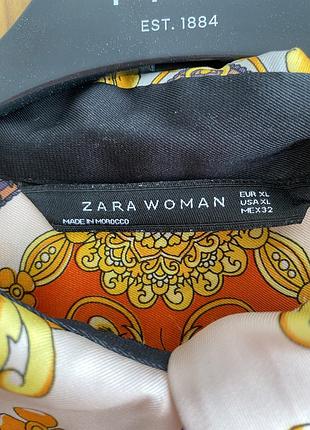 EST. 1884
ZARA WOMAN
MADE IN MOROCCO
EUR XL
USA XL
MEX 32